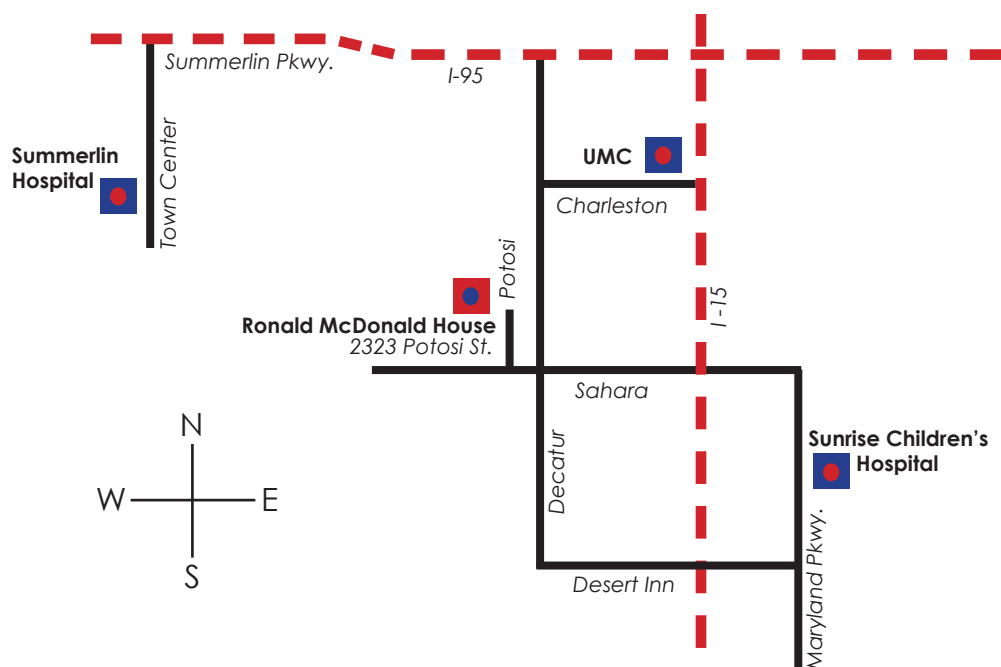 Summerlin Pkwy.
I-95
Summerlin
Hospital
Town Center
UMC
Charleston
Potosi
I -15
Ronald McDonald House
2323 Potosi St.
Sahara
Sunrise Children’s
Hospital
Decatur
N
W
E
S
Desert Inn
Maryland Pkwy.